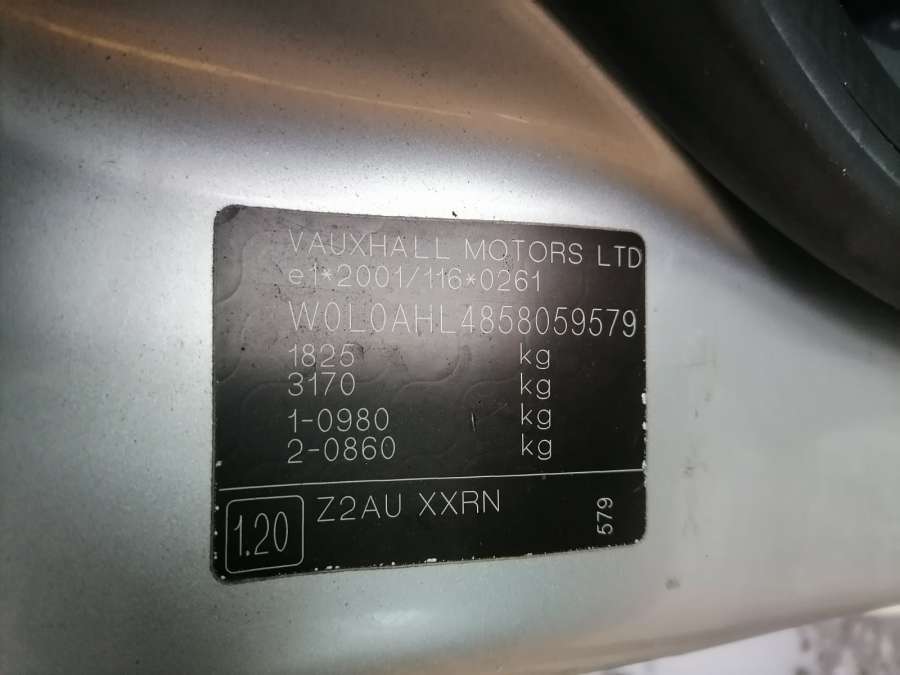 VAUXHALL MOTORS LTD
e1*2001/116*0261
W0L0AHL4858059579
1825 kg
3170 kg
1-0980 kg
2-0860 kg
1.20 Z2AU XXRN 579